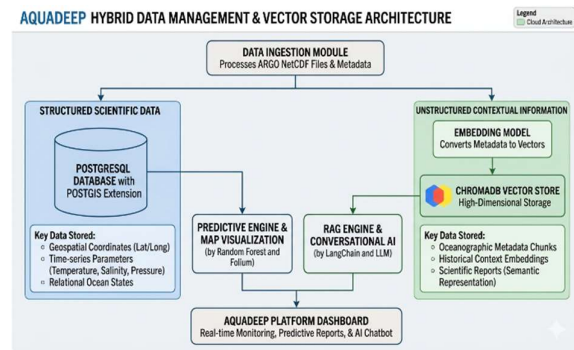 AQUADEEP HYBRID DATA MANAGEMENT & VECTOR STORAGE ARCHITECTURE
Legend
Cloud Architecture
DATA INGESTION MODULE
Processes ARGO NetCDF Files & Metadata
STRUCTURED SCIENTIFIC DATA
POSTGRESQL
DATABASE with
POSTGIS Extension
Key Data Stored:
Geospatial Coordinates (Lat/Long)
Time-series Parameters
(Temperature, Salinity, Pressure)
Relational Ocean States
PREDICTIVE ENGINE &
MAP VISUALIZATION
(by Random Forest and
Folium)
RAG ENGINE &
CONVERSATIONAL AI
(by LangChain and LLM)
UNSTRUCTURED CONTEXTUAL INFORMATION
EMBEDDING MODEL
Converts Metadata to Vectors
CHROMADB VECTOR STORE
High-Dimensional Storage
Key Data Stored:
Oceanographic Metadata Chunks
Historical Context Embeddings
Scientific Reports (Semantic
Representation)
AQUADEEP PLATFORM DASHBOARD
Real-time Monitoring, Predictive Reports, & AI Chatbot